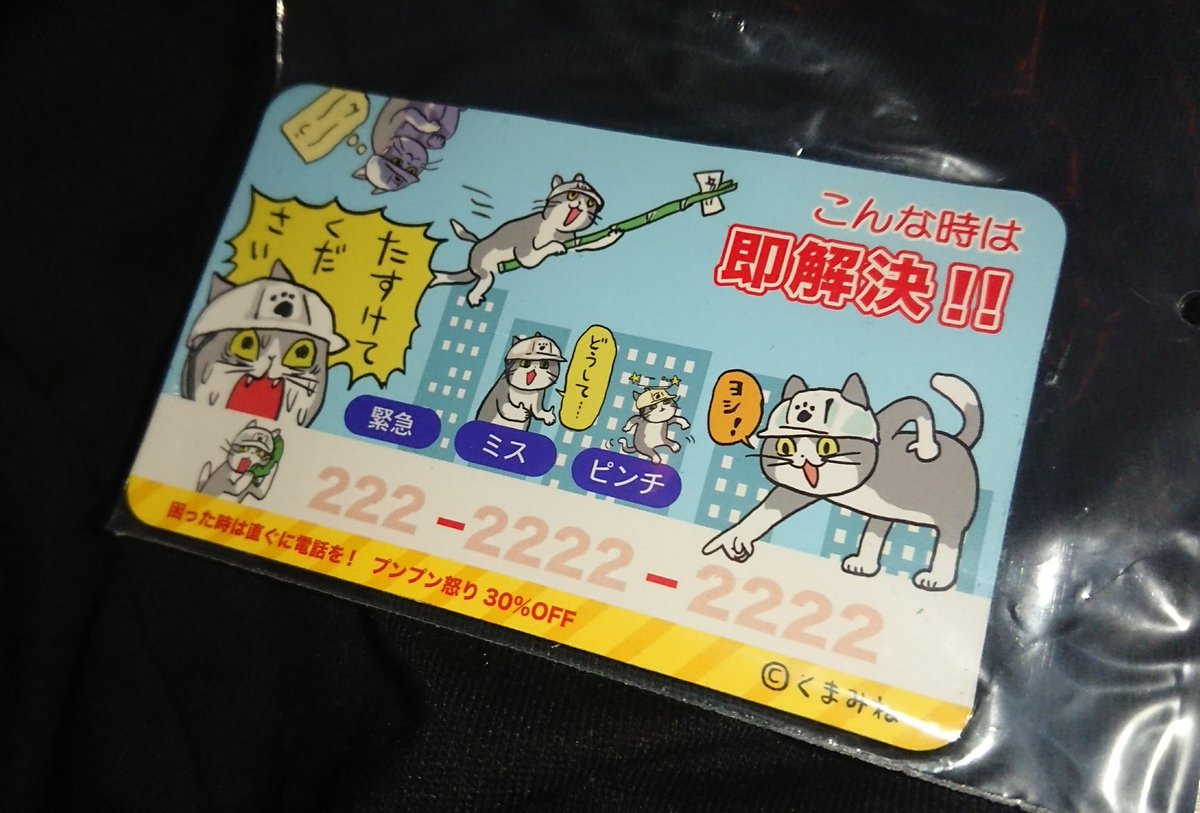 こんな時は
即解決!!
たすけて
くだ
さい
どうして…
ヨシ!
緊急
ミス
ピンチ
222-2222-2222
困った時は直ぐに電話を! プンプン怒り30%OFF
©くまみね